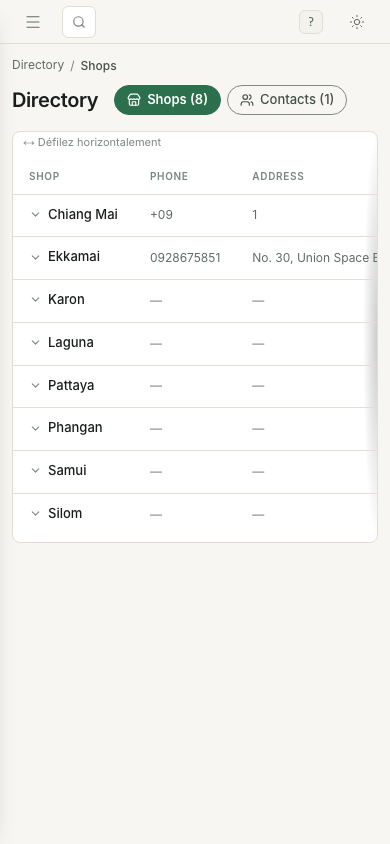 ?
Directory / Shops
Directory Shops (8) Contacts (1)
↔ Défilez horizontalement
SHOP PHONE ADDRESS
Chiang Mai +09 1
Ekkamai 0928675851 No. 30, Union Space E
Karon — —
Laguna — —
Pattaya — —
Phangan — —
Samui — —
Silom — —